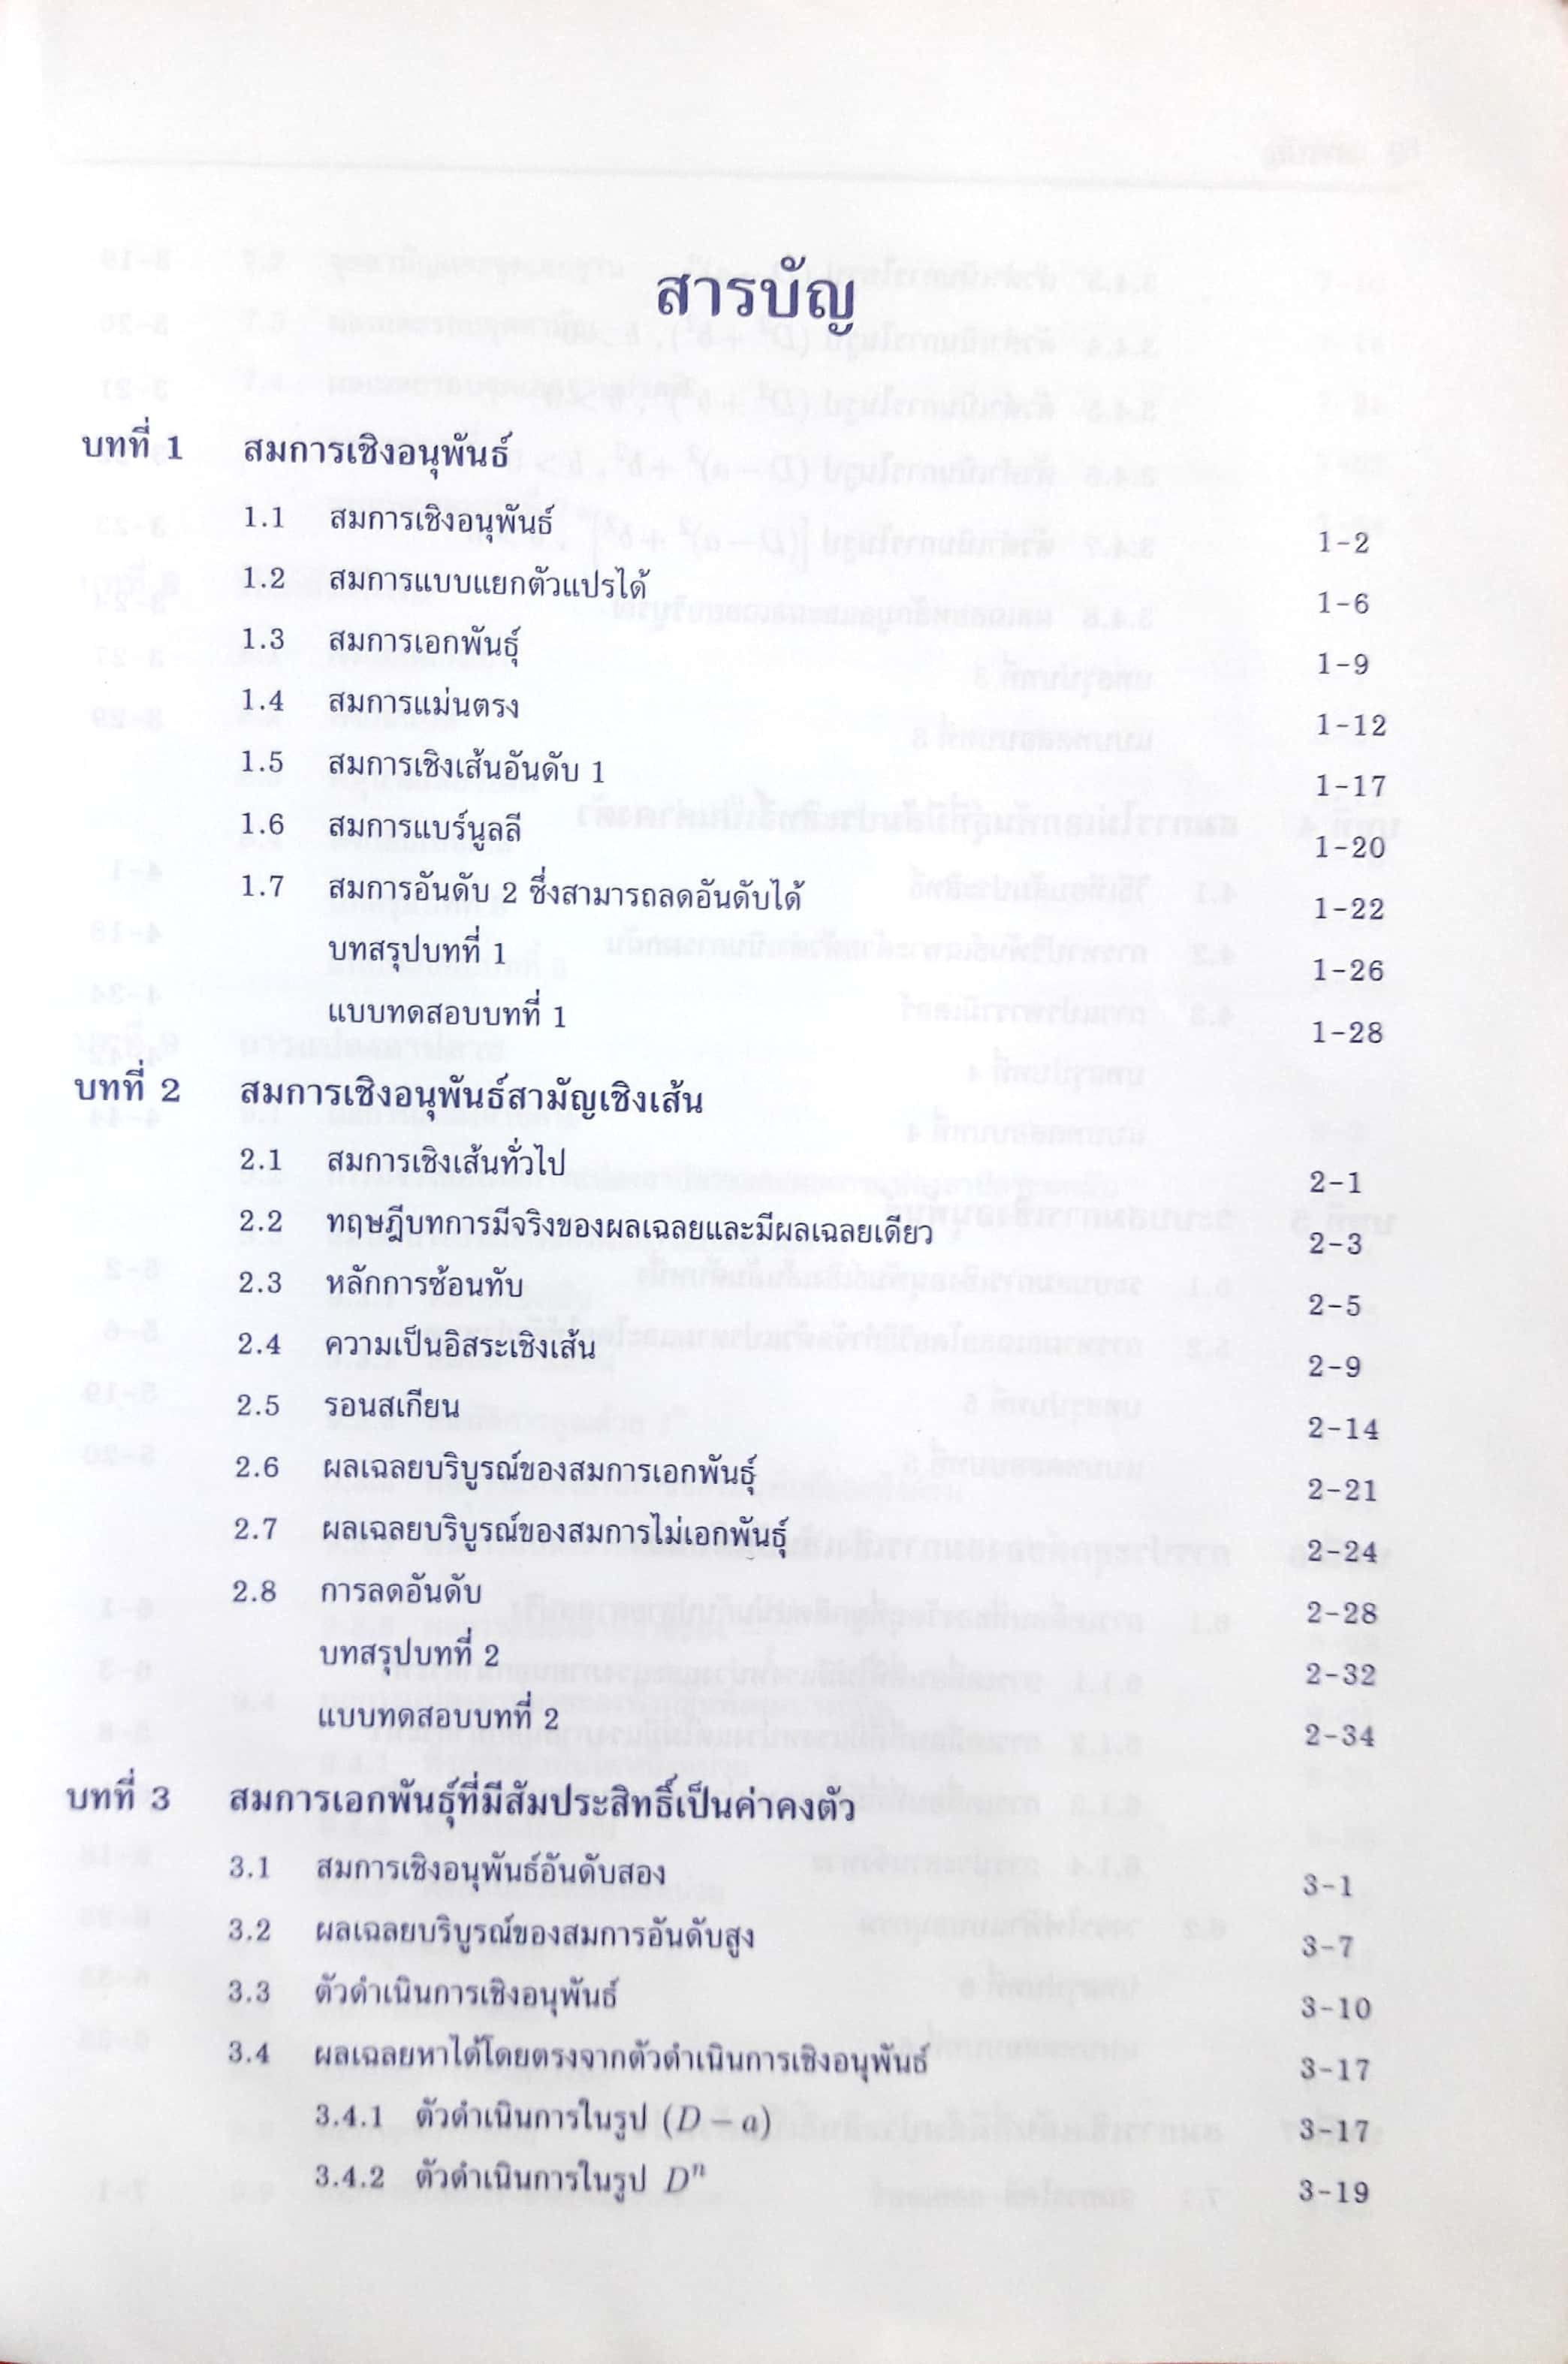 สารบัญ
บทที่ 1 สมการเชิงอนุพันธ์
1.1 สมการเชิงอนุพันธ์ 1-2
1.2 สมการแบบแยกตัวแปรได้ 1-6
1.3 สมการเอกพันธุ์ 1-9
1.4 สมการแม่นตรง 1-12
1.5 สมการเชิงเส้นอันดับ 1 1-17
1.6 สมการแบร์นูลลี 1-20
1.7 สมการอันดับ 2 ซึ่งสามารถลดอันดับได้ 1-22
บทสรุปบทที่ 1 1-26
แบบทดสอบบทที่ 1 1-28
บทที่ 2 สมการเชิงอนุพันธ์สามัญเชิงเส้น
2.1 สมการเชิงเส้นทั่วไป 2-1
2.2 ทฤษฎีบทการมีจริงของผลเฉลยและมีผลเฉลยเดียว 2-3
2.3 หลักการซ้อนทับ 2-5
2.4 ความเป็นอิสระเชิงเส้น 2-9
2.5 รอนสเกียน 2-14
2.6 ผลเฉลยบริบูรณ์ของสมการเอกพันธุ์ 2-21
2.7 ผลเฉลยบริบูรณ์ของสมการไม่เอกพันธุ์ 2-24
2.8 การลดอันดับ 2-28
บทสรุปบทที่ 2 2-32
แบบทดสอบบทที่ 2 2-34
บทที่ 3 สมการเอกพันธุ์ที่มีสัมประสิทธิ์เป็นค่าคงตัว
3.1 สมการเชิงอนุพันธ์อันดับสอง 3-1
3.2 ผลเฉลยบริบูรณ์ของสมการอันดับสูง 3-7
3.3 ตัวดำเนินการเชิงอนุพันธ์ 3-10
3.4 ผลเฉลยหาได้โดยตรงจากตัวดำเนินการเชิงอนุพันธ์ 3-17
3.4.1 ตัวดำเนินการในรูป (D – a) 3-17
3.4.2 ตัวดำเนินการในรูป Dⁿ 3-19